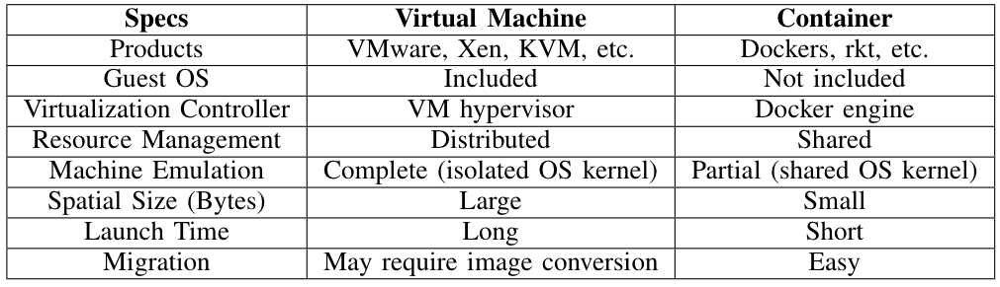 Specs Virtual Machine Container
Products VMware, Xen, KVM, etc. Dockers, rkt, etc.
Guest OS Included Not included
Virtualization Controller VM hypervisor Docker engine
Resource Management Distributed Shared
Machine Emulation Complete (isolated OS kernel) Partial (shared OS kernel)
Spatial Size (Bytes) Large Small
Launch Time Long Short
Migration May require image conversion Easy